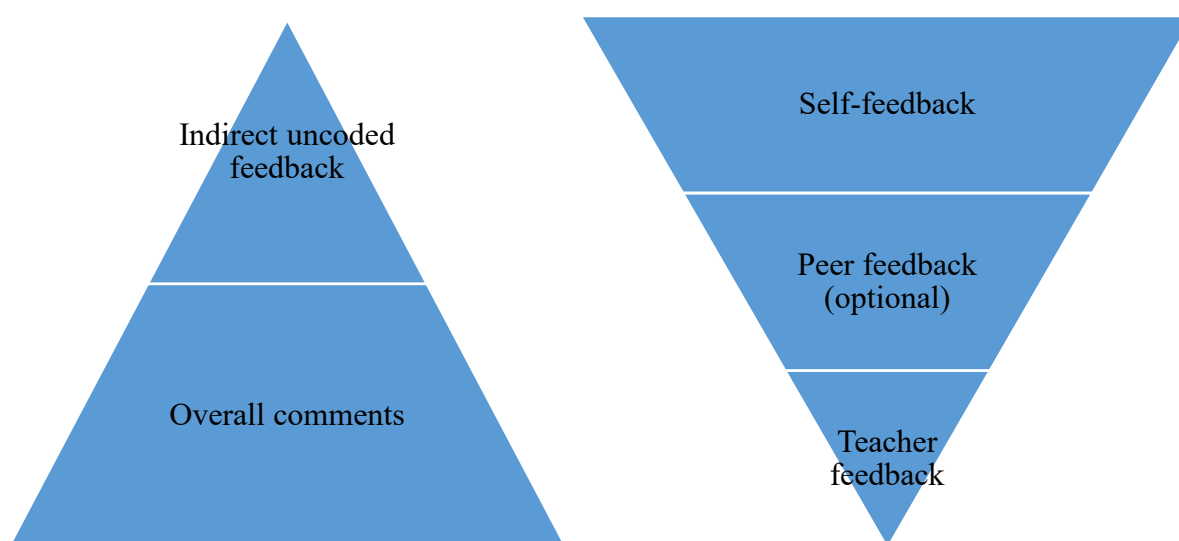 Indirect uncoded
feedback
Overall comments
Self-feedback
Peer feedback
(optional)
Teacher
feedback